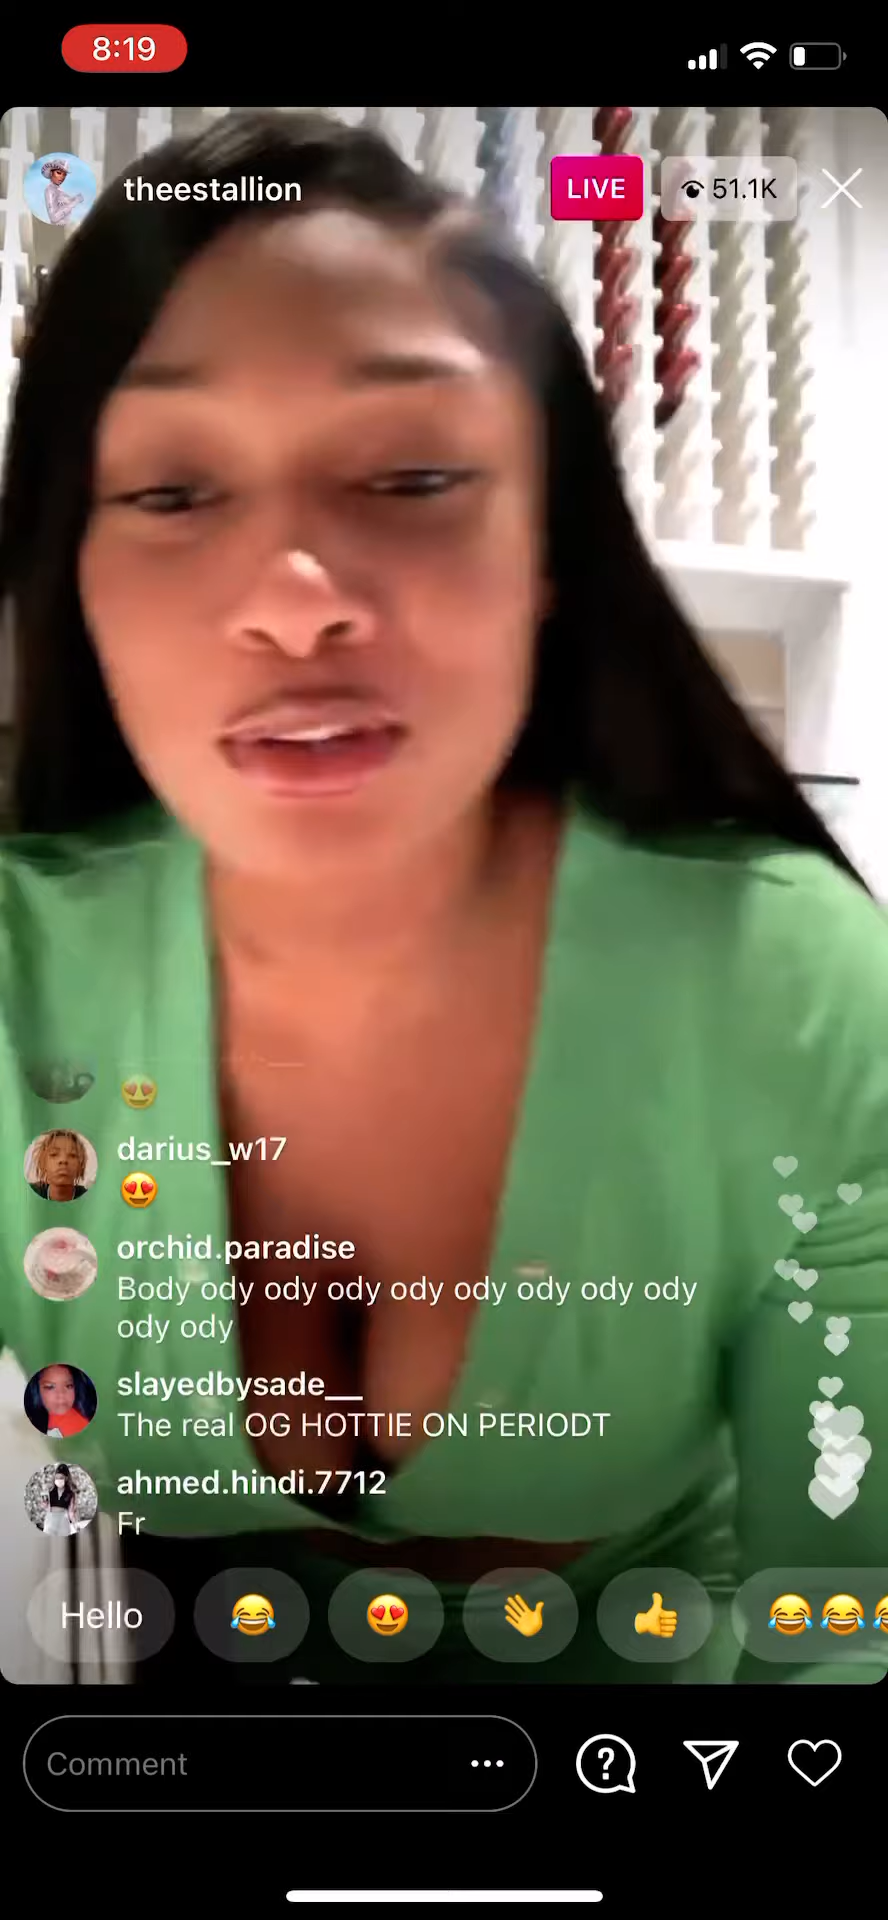 8:19
theestallion
LIVE
51.1K
darius_w17
orchid.paradise
Body ody ody ody ody ody ody ody ody
ody ody
slayedbysade__
The real OG HOTTIE ON PERIODT
ahmed.hindi.7712
Fr
Hello
Comment